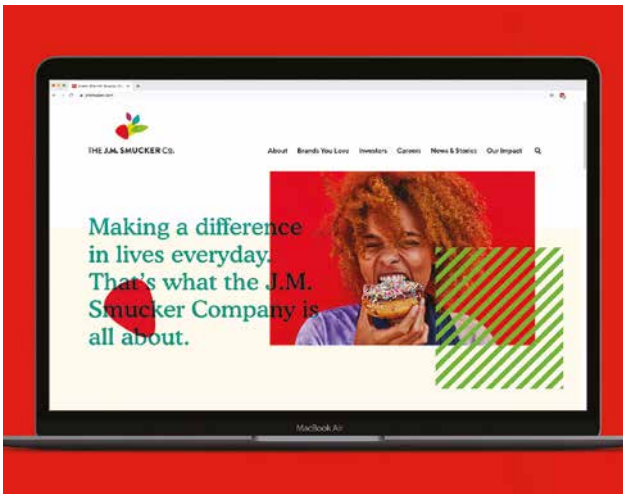 THE J.M. SMUCKER CO.
About Brands You Love Investors Careers News & Stories Our Impact
Making a difference
in lives everyday.
That's what the J.M.
Smucker Company is
all about.
MacBook Air